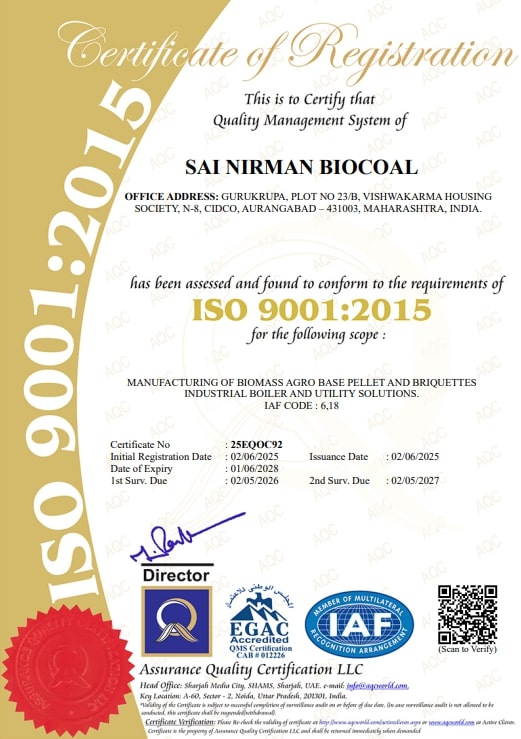 Certificate of Registration
This is to Certify that
Quality Management System of
SAI NIRMAN BIOCOAL
OFFICE ADDRESS: GURUKRUPA, PLOT NO 23/B, VISHWAKARMA HOUSING
SOCIETY, N-8, CIDCO, AURANGABAD – 431003, MAHARASHTRA, INDIA.
has been assessed and found to conform to the requirements of
ISO 9001:2015
for the following scope :
MANUFACTURING OF BIOMASS AGRO BASE PELLET AND BRIQUETTES
INDUSTRIAL BOILER AND UTILITY SOLUTIONS.
IAF CODE : 6,18
Certificate No : 25EQOC92
Initial Registration Date : 02/06/2025 Issuance Date : 02/06/2025
Date of Expiry : 01/06/2028
1st Surv. Due : 02/05/2026 2nd Surv. Due : 02/05/2027
ISO 9001:2015
Director
EGAC
Accredited
QMS Certification
CAB # 012226
MEMBER OF MULTILATERAL
IAF
RECOGNITION ARRANGEMENT
(Scan to Verify)
Assurance Quality Certification LLC
Head Office: Sharjah Media City, SHAMS, Sharjah, UAE. e-mail: info@aqcworld.com,
Key Location: A-60, Sector - 2, Noida, Uttar Pradesh, 201301, India.
*Validity of the Certificate is subject to successful completion of surveillance audit on or before of due date. (In case surveillance audit is not allowed to be
conducted, this certificate shall be suspended/withdrawal).
Certificate Verification: Please Re-check the validity of certificate at http://www.aqcworld.com/activeclients.aspx or www.aqcworld.com at Active Clients.
Certificate is the property of Assurance Quality Certification LLC and shall be returned immediately when demanded